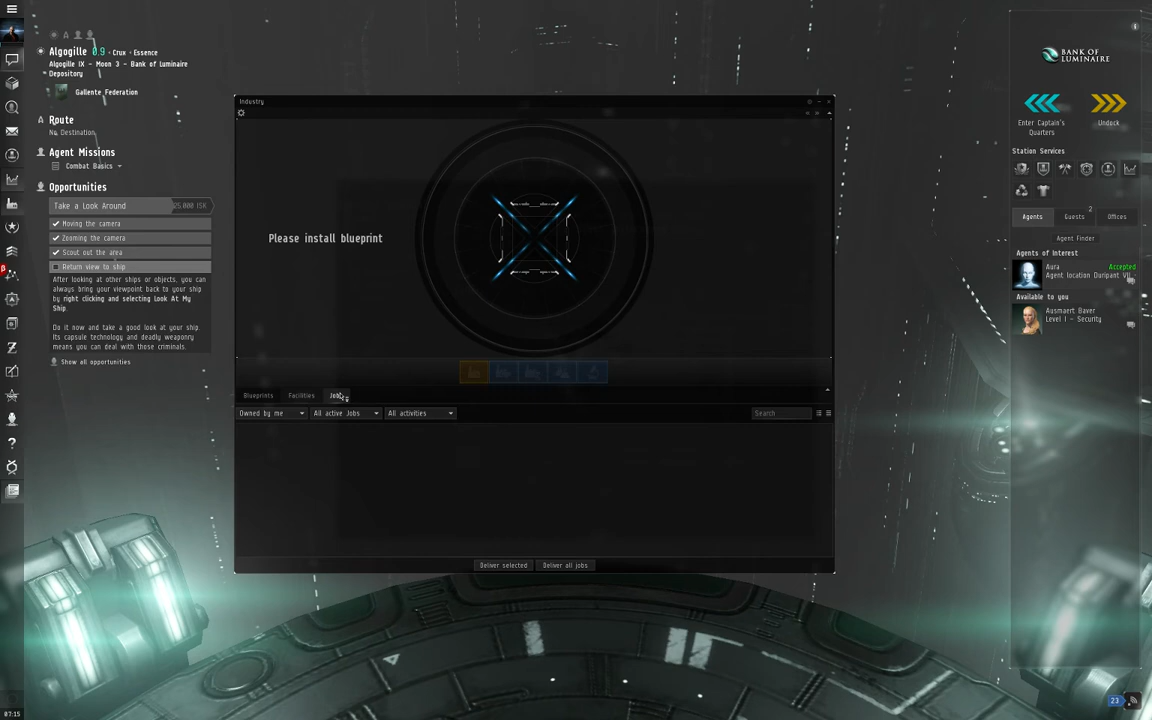 Algogille 0.9 · Crux · Essence
Algogille IX - Moon 3 - Bank of Luminaire
Depository
Gallente Federation
Route
No Destination
Agent Missions
Combat Basics
Opportunities
Take a Look Around
25 000 ISK
Moving the camera
Zooming the camera
Scout out the area
Return view to ship
After looking at other ships or objects, you can
always bring your viewpoint back to your ship
by right clicking and selecting Look At My
Ship.
Do it now and take a good look at your ship.
Its capsule technology and deadly weaponry
means you can deal with those criminals.
Show all opportunities
07:15
Industry
Please install blueprint
Blueprints
Facilities
Jobs
Owned by me
All active Jobs
All activities
Search
Deliver selected
Deliver all jobs
BANK OF
LUMINAIRE
Enter Captain's
Quarters
Undock
Station Services
Agents
Guests
2
Offices
Agent Finder
Agents of Interest
Aura
Accepted
Agent location Duripant VII -
Available to you
Ausmaert Baver
Level I - Security
23